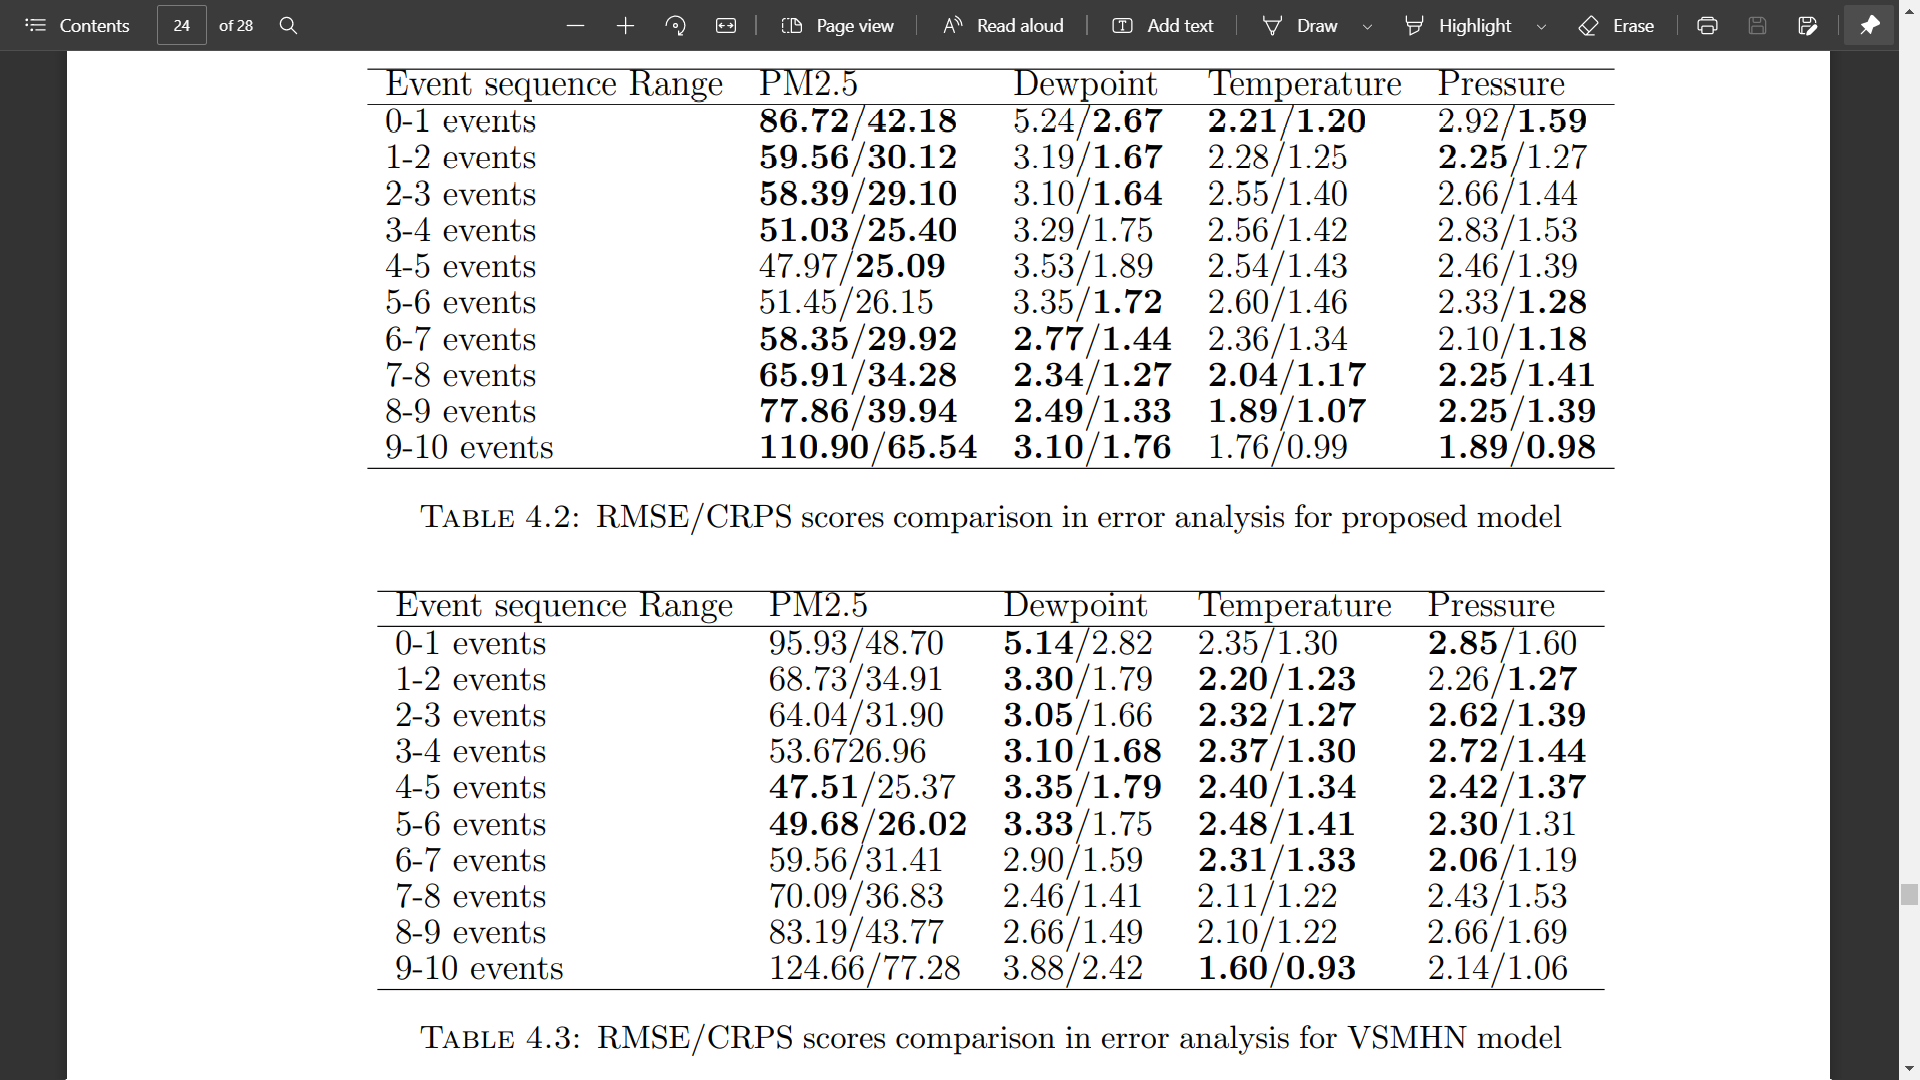 Contents 24 of 28 Page view Read aloud Add text Draw Highlight Erase
Event sequence Range PM2.5 Dewpoint Temperature Pressure
0-1 events 86.72/42.18 5.24/2.67 2.21/1.20 2.92/1.59
1-2 events 59.56/30.12 3.19/1.67 2.28/1.25 2.25/1.27
2-3 events 58.39/29.10 3.10/1.64 2.55/1.40 2.66/1.44
3-4 events 51.03/25.40 3.29/1.75 2.56/1.42 2.83/1.53
4-5 events 47.97/25.09 3.53/1.89 2.54/1.43 2.46/1.39
5-6 events 51.45/26.15 3.35/1.72 2.60/1.46 2.33/1.28
6-7 events 58.35/29.92 2.77/1.44 2.36/1.34 2.10/1.18
7-8 events 65.91/34.28 2.34/1.27 2.04/1.17 2.25/1.41
8-9 events 77.86/39.94 2.49/1.33 1.89/1.07 2.25/1.39
9-10 events 110.90/65.54 3.10/1.76 1.76/0.99 1.89/0.98
TABLE 4.2: RMSE/CRPS scores comparison in error analysis for proposed model
Event sequence Range PM2.5 Dewpoint Temperature Pressure
0-1 events 95.93/48.70 5.14/2.82 2.35/1.30 2.85/1.60
1-2 events 68.73/34.91 3.30/1.79 2.20/1.23 2.26/1.27
2-3 events 64.04/31.90 3.05/1.66 2.32/1.27 2.62/1.39
3-4 events 53.6726.96 3.10/1.68 2.37/1.30 2.72/1.44
4-5 events 47.51/25.37 3.35/1.79 2.40/1.34 2.42/1.37
5-6 events 49.68/26.02 3.33/1.75 2.48/1.41 2.30/1.31
6-7 events 59.56/31.41 2.90/1.59 2.31/1.33 2.06/1.19
7-8 events 70.09/36.83 2.46/1.41 2.11/1.22 2.43/1.53
8-9 events 83.19/43.77 2.66/1.49 2.10/1.22 2.66/1.69
9-10 events 124.66/77.28 3.88/2.42 1.60/0.93 2.14/1.06
TABLE 4.3: RMSE/CRPS scores comparison in error analysis for VSMHN model